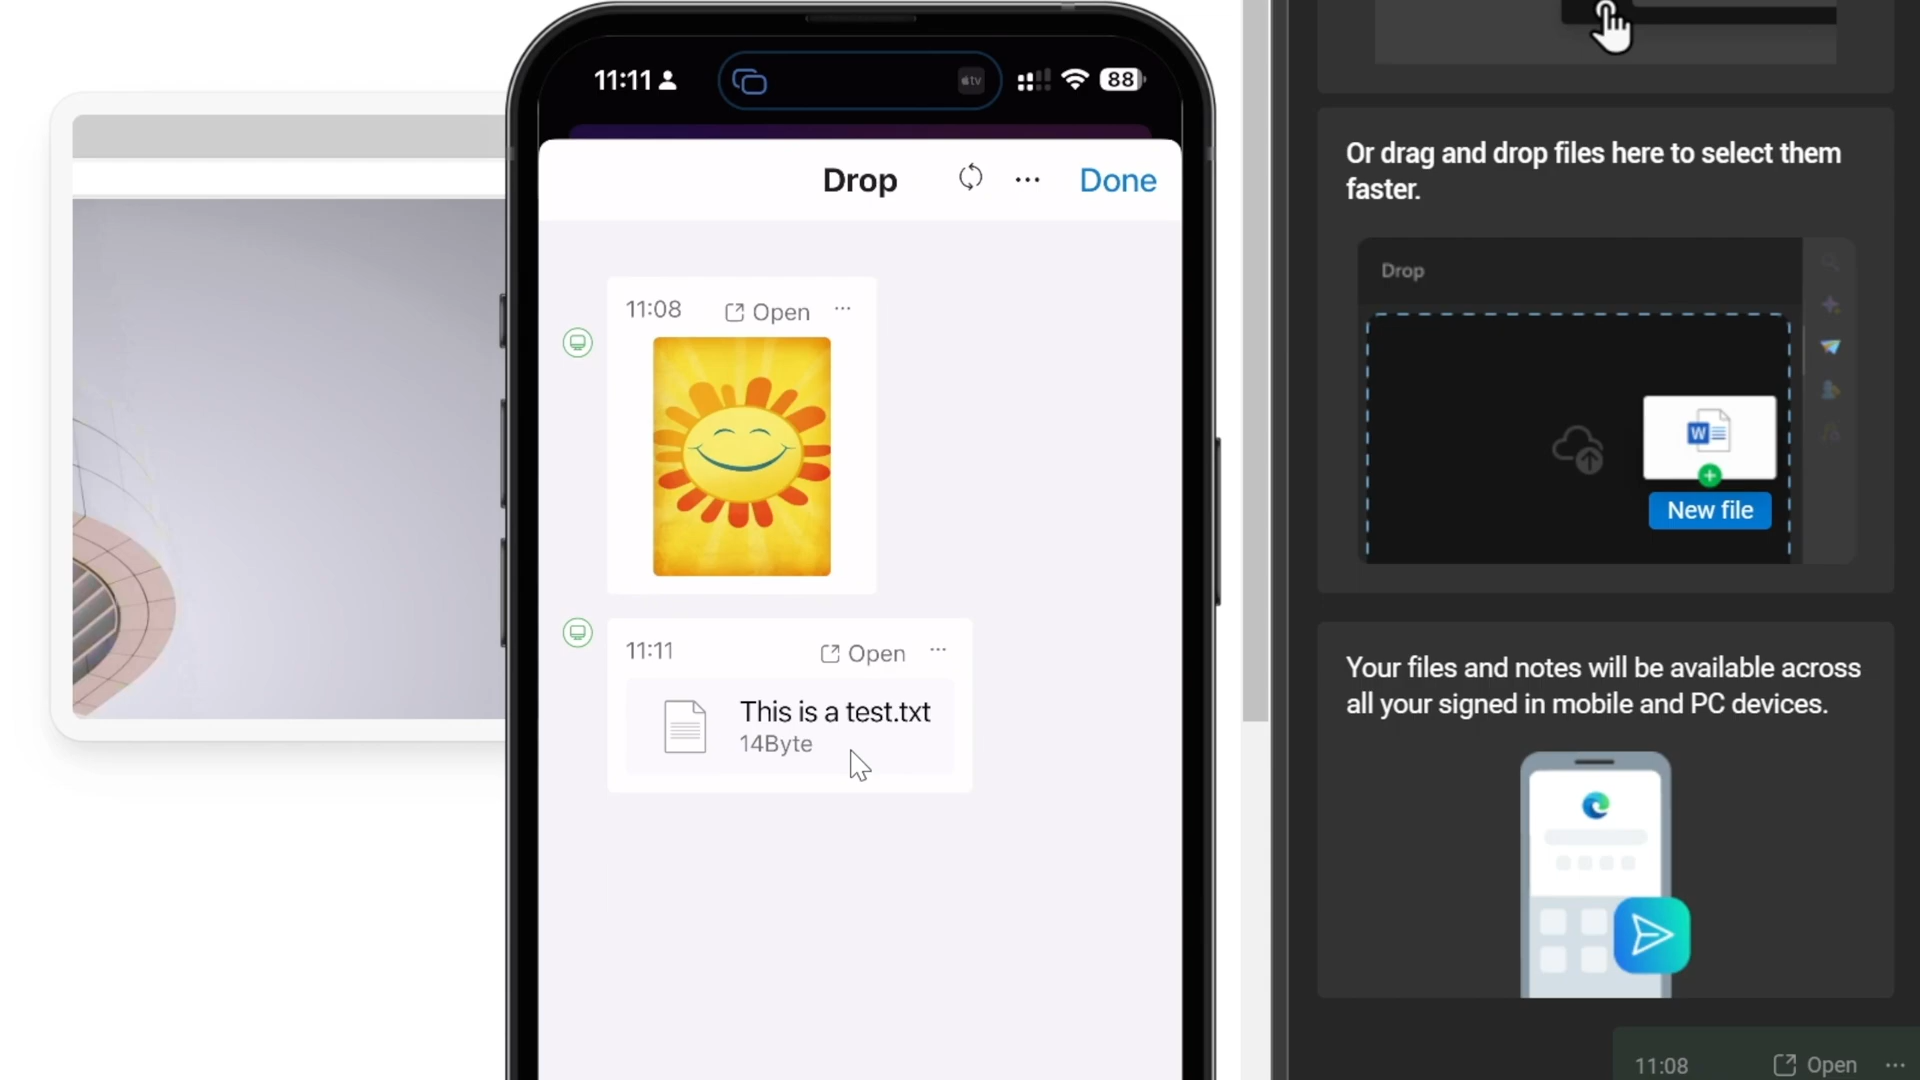 11:11
tv
88
Drop
Done
11:08
Open
11:11
Open
This is a test.txt
14Byte
Or drag and drop files here to select them
faster.
Drop
W
New file
Your files and notes will be available across
all your signed in mobile and PC devices.
11:08
Open